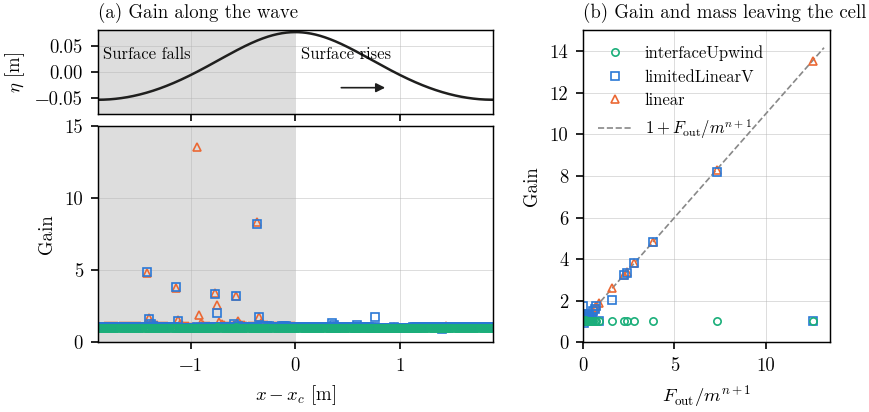 (a) Gain along the wave
η [m]
0.05
0.00
−0.05
Surface falls
Surface rises
Gain
15
10
5
0
−1
0
1
x − x_c [m]
(b) Gain and mass leaving the cell
Gain
14
12
10
8
6
4
2
0
interfaceUpwind
limitedLinearV
linear
1 + F_out/m^{n+1}
0
5
10
F_out/m^{n+1}